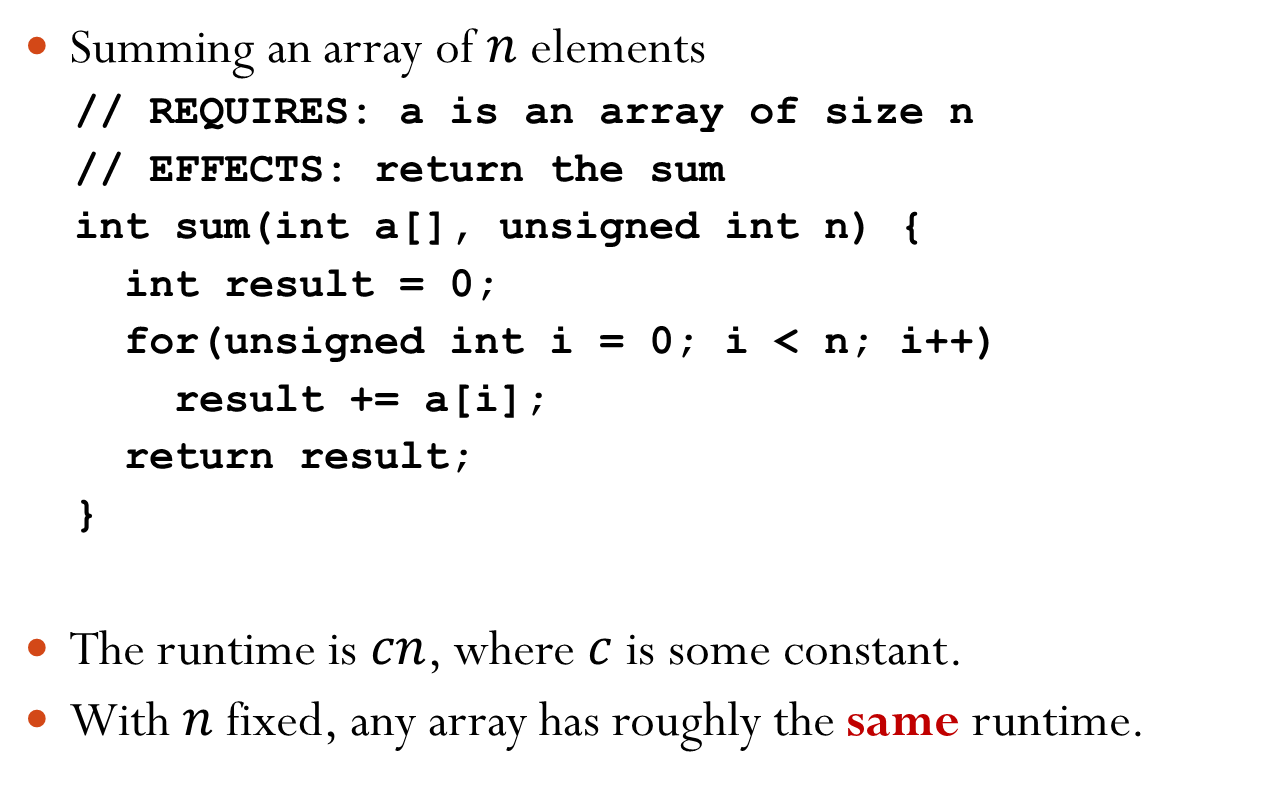 • Summing an array of n elements
// REQUIRES: a is an array of size n
// EFFECTS: return the sum
int sum(int a[], unsigned int n) {
  int result = 0;
  for(unsigned int i = 0; i < n; i++)
    result += a[i];
  return result;
}
• The runtime is cn, where c is some constant.
• With n fixed, any array has roughly the same runtime.